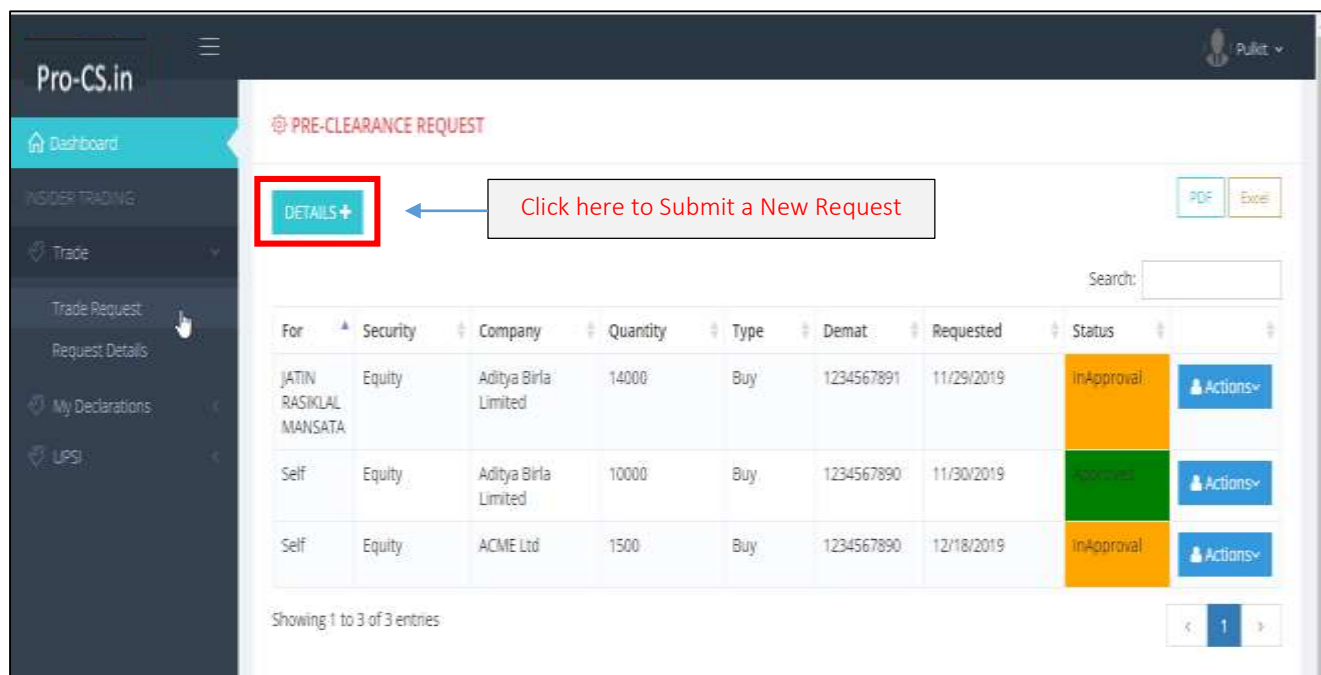 Pro-CS.in
Pulkit
Dashboard
INSIDER TRADING
Trade
Trade Request
Request Details
My Declarations
UPSI
PRE-CLEARANCE REQUEST
DETAILS +
Click here to Submit a New Request
PDF Excel
Search:
For Security Company Quantity Type Demat Requested Status
JATIN Equity Aditya Birla 14000 Buy 1234567891 11/29/2019 InApproval Actions
RASIKLAL Limited
MANSATA
Self Equity Aditya Birla 10000 Buy 1234567890 11/30/2019 Approved Actions
Limited
Self Equity ACME Ltd 1500 Buy 1234567890 12/18/2019 InApproval Actions
Showing 1 to 3 of 3 entries
< 1 >